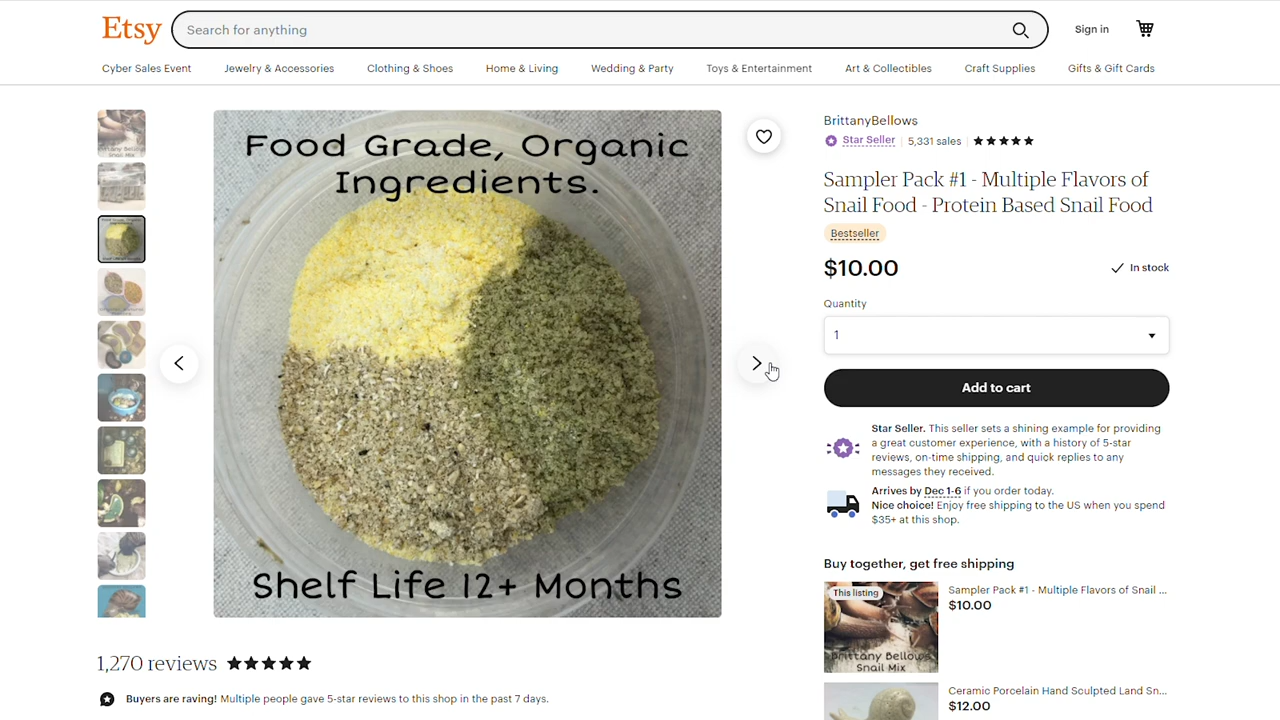 Etsy
Search for anything
Sign in
Cyber Sales Event
Jewelry & Accessories
Clothing & Shoes
Home & Living
Wedding & Party
Toys & Entertainment
Art & Collectibles
Craft Supplies
Gifts & Gift Cards
Food Grade, Organic
Ingredients.
Shelf Life 12+ Months
BrittanyBellows
Star Seller 5,331 sales
Sampler Pack #1 - Multiple Flavors of
Snail Food - Protein Based Snail Food
Bestseller
$10.00
In stock
Quantity
1
Add to cart
Star Seller. This seller sets a shining example for providing
a great customer experience, with a history of 5-star
reviews, on-time shipping, and quick replies to any
messages they received.
Arrives by Dec 1-6 if you order today.
Nice choice! Enjoy free shipping to the US when you spend
$35+ at this shop.
Buy together, get free shipping
This listing
Brittany Bellows
Snail Mix
Sampler Pack #1 - Multiple Flavors of Snail ...
$10.00
Ceramic Porcelain Hand Sculpted Land Sn...
$12.00
1,270 reviews
Buyers are raving! Multiple people gave 5-star reviews to this shop in the past 7 days.